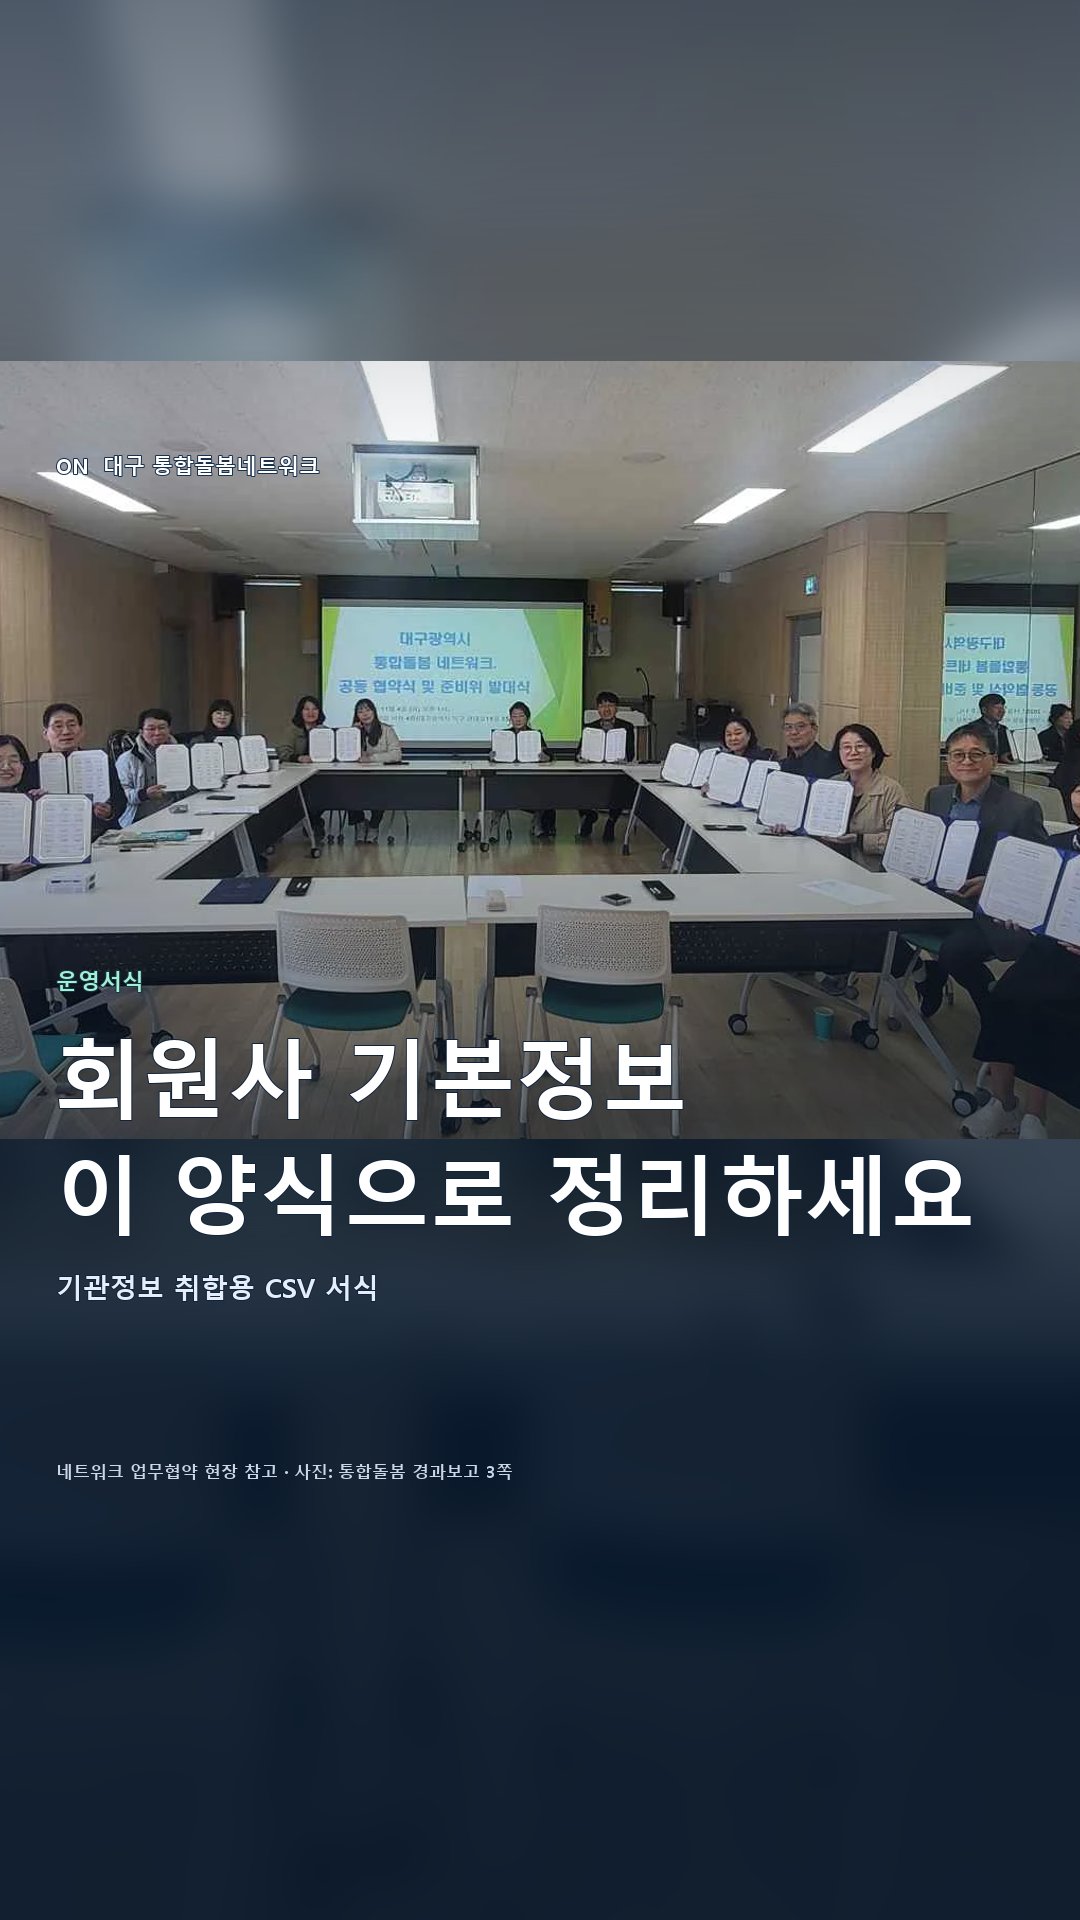 ON 대구 통합돌봄네트워크
대구광역시
통합돌봄 네트워크.
공동 협약식 및 준비위 발대식
운영서식
회원사 기본정보
이 양식으로 정리하세요
기관정보 취합용 CSV 서식
네트워크 업무협약 현장 참고 · 사진: 통합돌봄 경과보고 3쪽